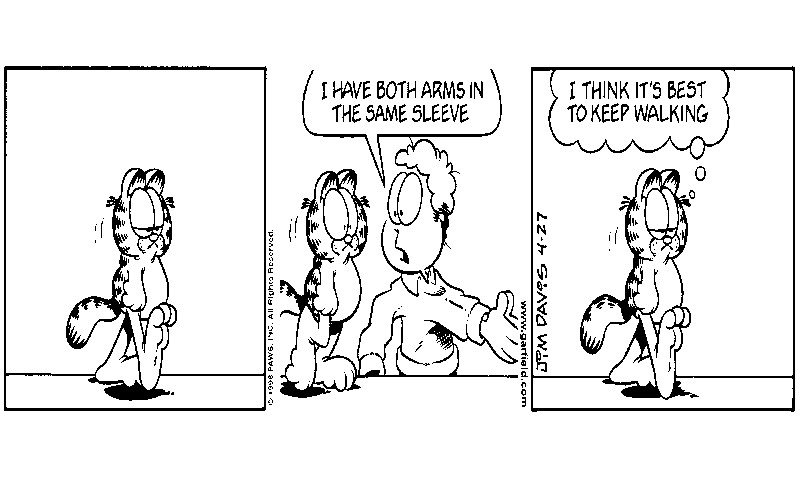 I HAVE BOTH ARMS IN
THE SAME SLEEVE
I THINK IT'S BEST
TO KEEP WALKING
© 1998 PAWS, INC. All Rights Reserved.
www.garfield.com
JIM DAVIS 4-27